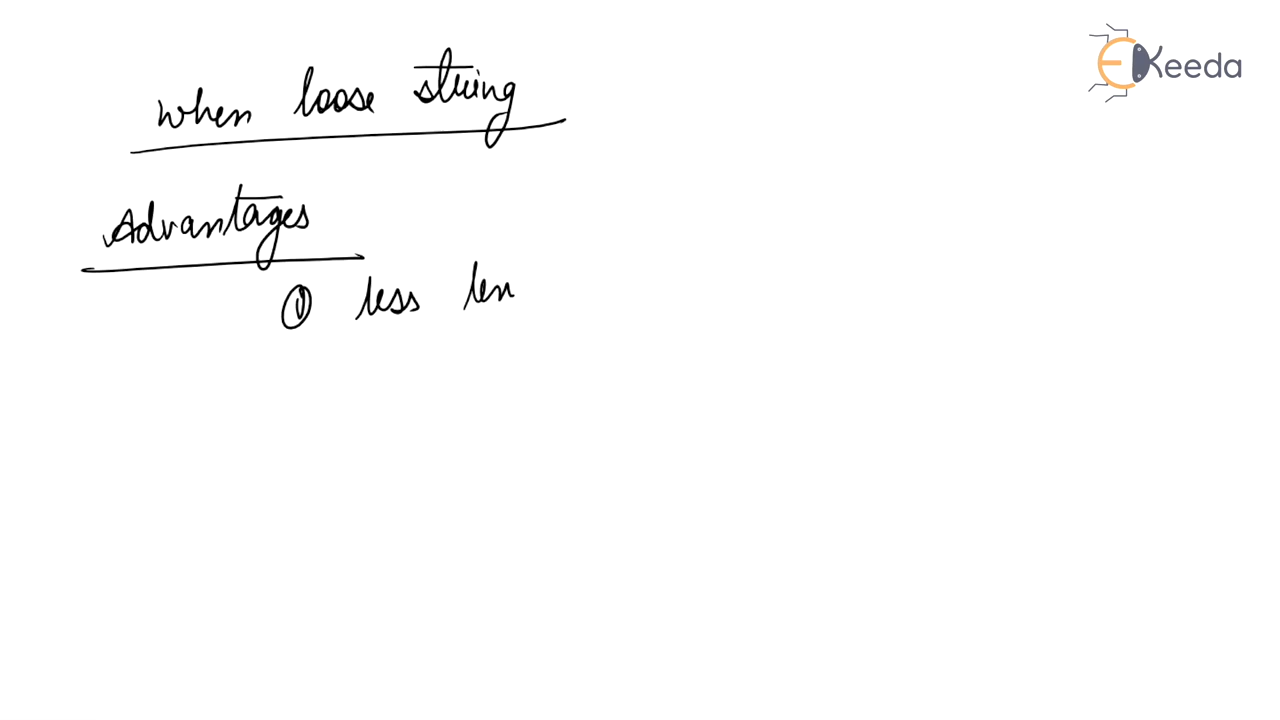 EKeeda
when loose string
Advantages
① less len